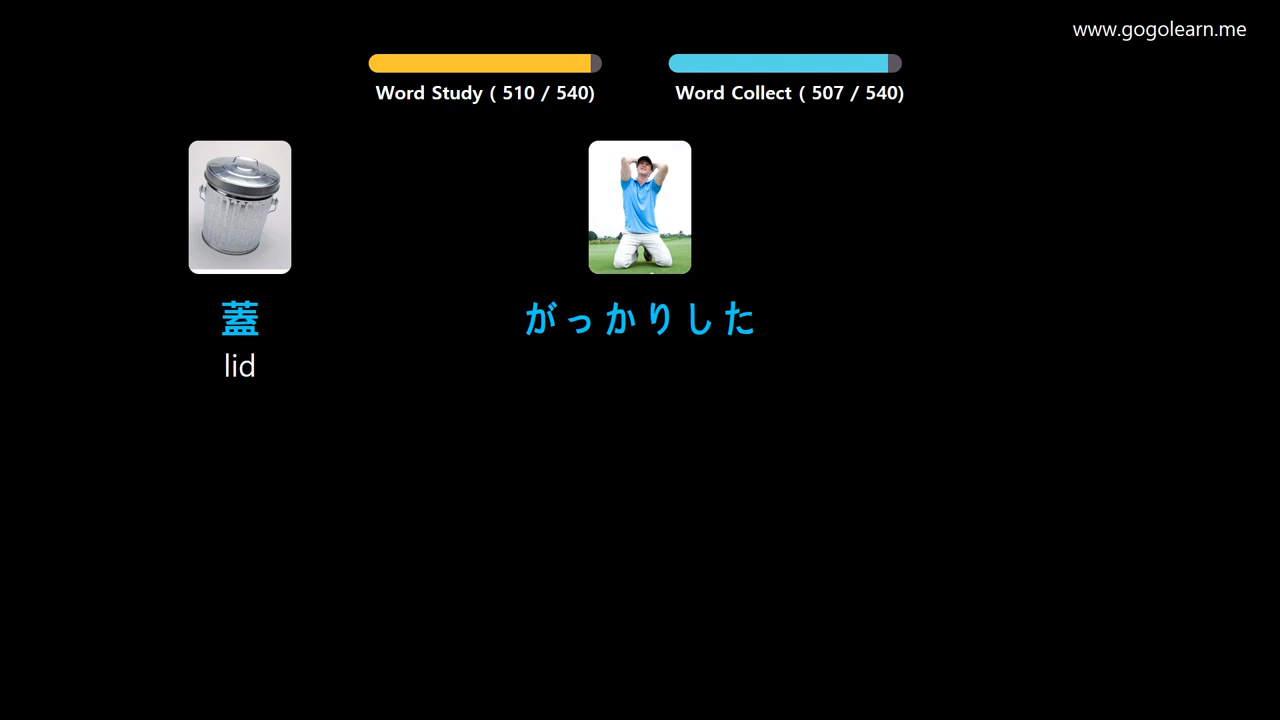 www.gogolearn.me
Word Study ( 510 / 540)
Word Collect ( 507 / 540)
蓋
lid
がっかりした